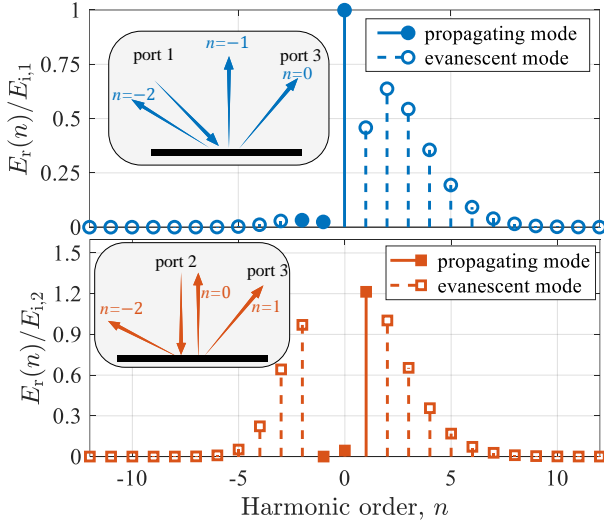 1
0.75
0.5
0.25
0
E_r(n)/E_{i,1}
propagating mode
evanescent mode
port 1
n=−1
port 3
n=0
n=−2
1.5
1.2
0.9
0.6
0.3
0
E_r(n)/E_{i,2}
propagating mode
evanescent mode
port 2
port 3
n=−2
n=0
n=1
-10
-5
0
5
10
Harmonic order, n